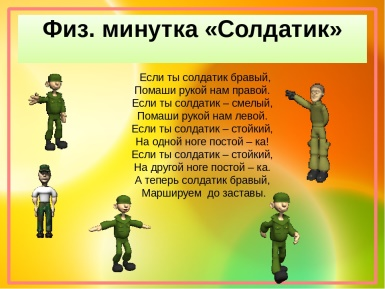 Физ. минутка «Солдатик»
Если ты солдатик бравый,
Помаши рукой нам правой.
Если ты солдатик – смелый,
Помаши рукой нам левой.
Если ты солдатик – стойкий,
На одной ноге постой – ка!
Если ты солдатик – стойкий,
На другой ноге постой – ка.
А теперь солдатик бравый,
Маршируем до заставы.